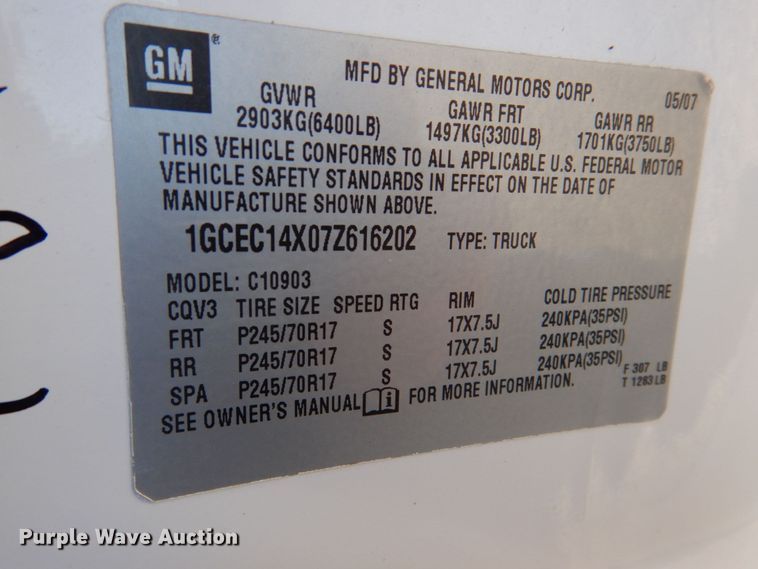 GM
MFD BY GENERAL MOTORS CORP. 05/07
GVWR GAWR FRT GAWR RR
2903KG(6400LB) 1497KG(3300LB) 1701KG(3750LB)
THIS VEHICLE CONFORMS TO ALL APPLICABLE U.S. FEDERAL MOTOR
VEHICLE SAFETY STANDARDS IN EFFECT ON THE DATE OF
MANUFACTURE SHOWN ABOVE.
1GCEC14X07Z616202 TYPE: TRUCK
MODEL: C10903
CQV3 TIRE SIZE SPEED RTG RIM COLD TIRE PRESSURE
FRT P245/70R17 S 17X7.5J 240KPA(35PSI)
RR P245/70R17 S 17X7.5J 240KPA(35PSI)
SPA P245/70R17 S 17X7.5J 240KPA(35PSI)
F 307 LB
T 1283 LB
SEE OWNER'S MANUAL i FOR MORE INFORMATION.
Purple Wave Auction